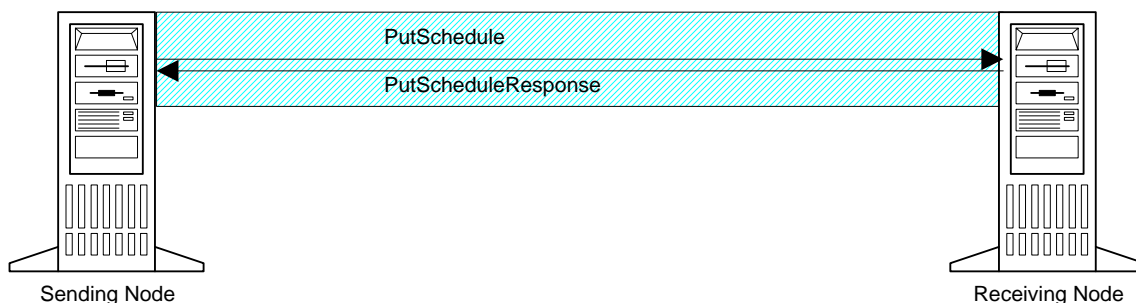 PutSchedule
PutScheduleResponse
Sending Node
Receiving Node